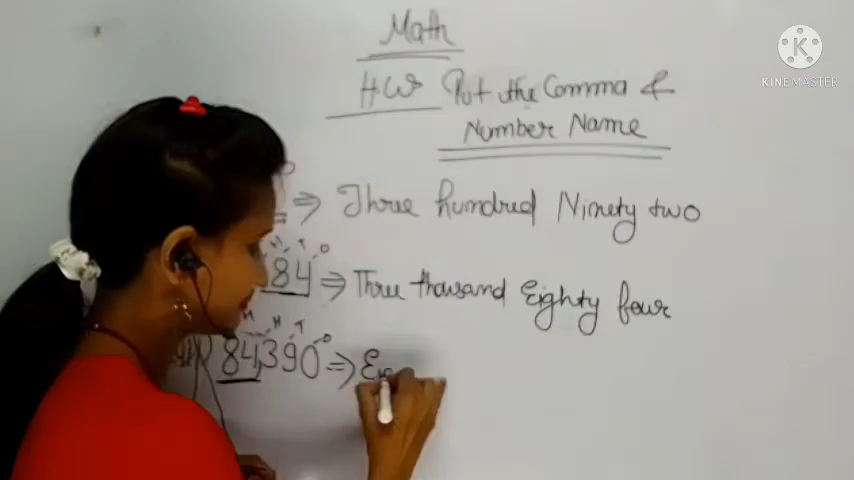 Math
KINEMASTER
HW Put the Comma &
Number Name
⇒ Three hundred Ninety two
H T O
84 ⇒ Three thousand Eighty four
H T O
84,390 ⇒ Ei